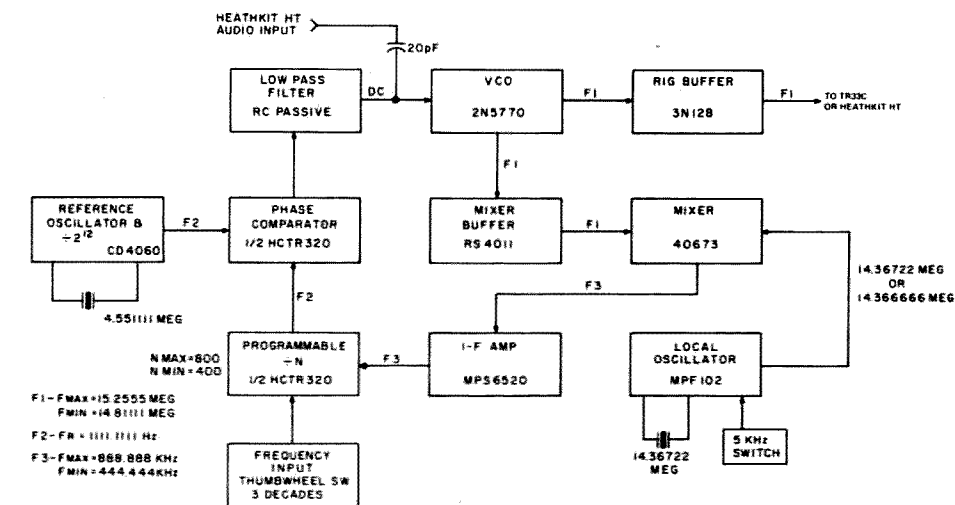 HEATHKIT HT
AUDIO INPUT
20pF
LOW PASS
FILTER
RC PASSIVE
DC
VCO
2N5770
F1
RIG BUFFER
3N128
F1
TO TR33C
OR HEATHKIT HT
F1
REFERENCE
OSCILLATOR &
÷2¹²
CD4060
F2
PHASE
COMPARATOR
1/2 HCTR320
MIXER
BUFFER
RS4011
F1
MIXER
40673
14.36722 MEG
OR
14.366666 MEG
4.551111 MEG
F2
F3
N MAX=800
N MIN=400
PROGRAMMABLE
÷N
1/2 HCTR320
F3
I-F AMP
MPS6520
LOCAL
OSCILLATOR
MPF102
F1-FMAX=15.2555 MEG
FMIN=14.81111 MEG
F2-FR=1111.1111 Hz
F3-FMAX=888.888 KHz
FMIN=444.444KHz
FREQUENCY
INPUT
THUMBWHEEL SW
3 DECADES
14.36722
MEG
5 KHz
SWITCH